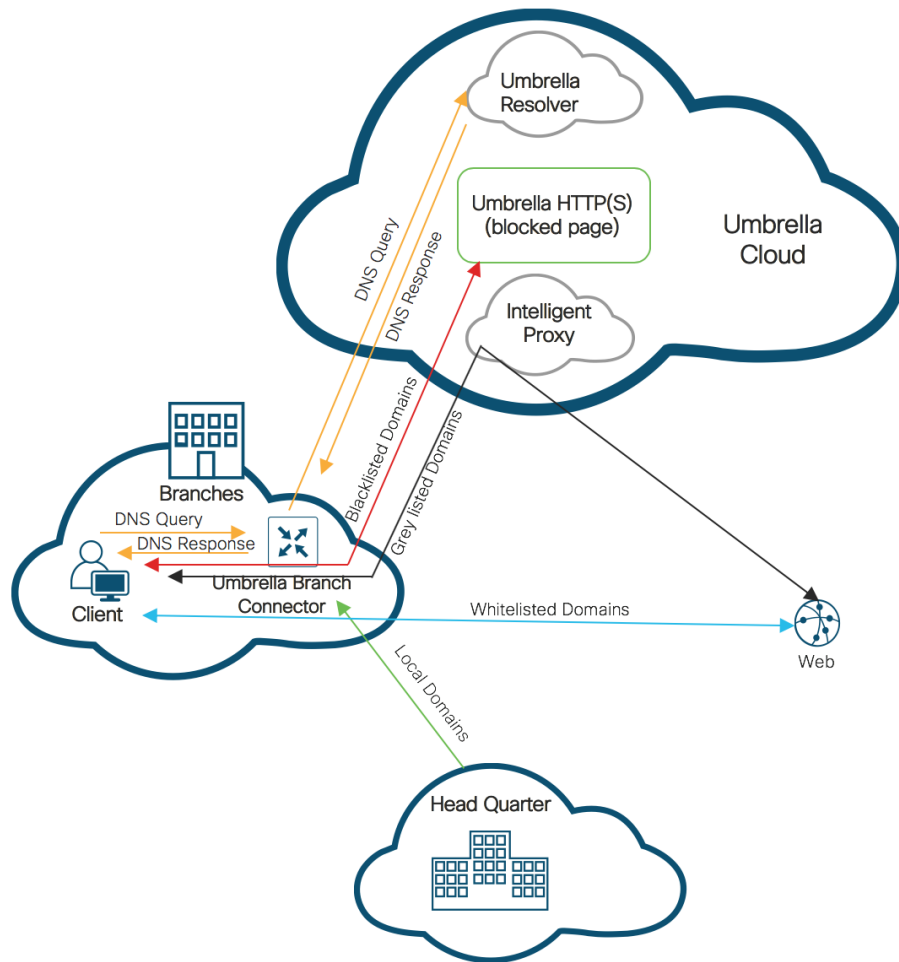 Umbrella
Resolver
Umbrella HTTP(S)
(blocked page)
Umbrella
Cloud
Intelligent
Proxy
DNS Query
DNS Response
Blacklisted Domains
Grey listed Domains
Branches
DNS Query
DNS Response
Umbrella Branch
Connector
Client
Whitelisted Domains
Web
Local Domains
Head Quarter